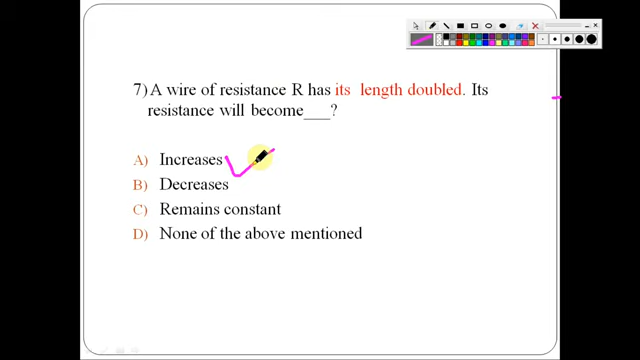 7) A wire of resistance R has its length doubled. Its
resistance will become___ ?
A) Increases
B) Decreases
C) Remains constant
D) None of the above mentioned